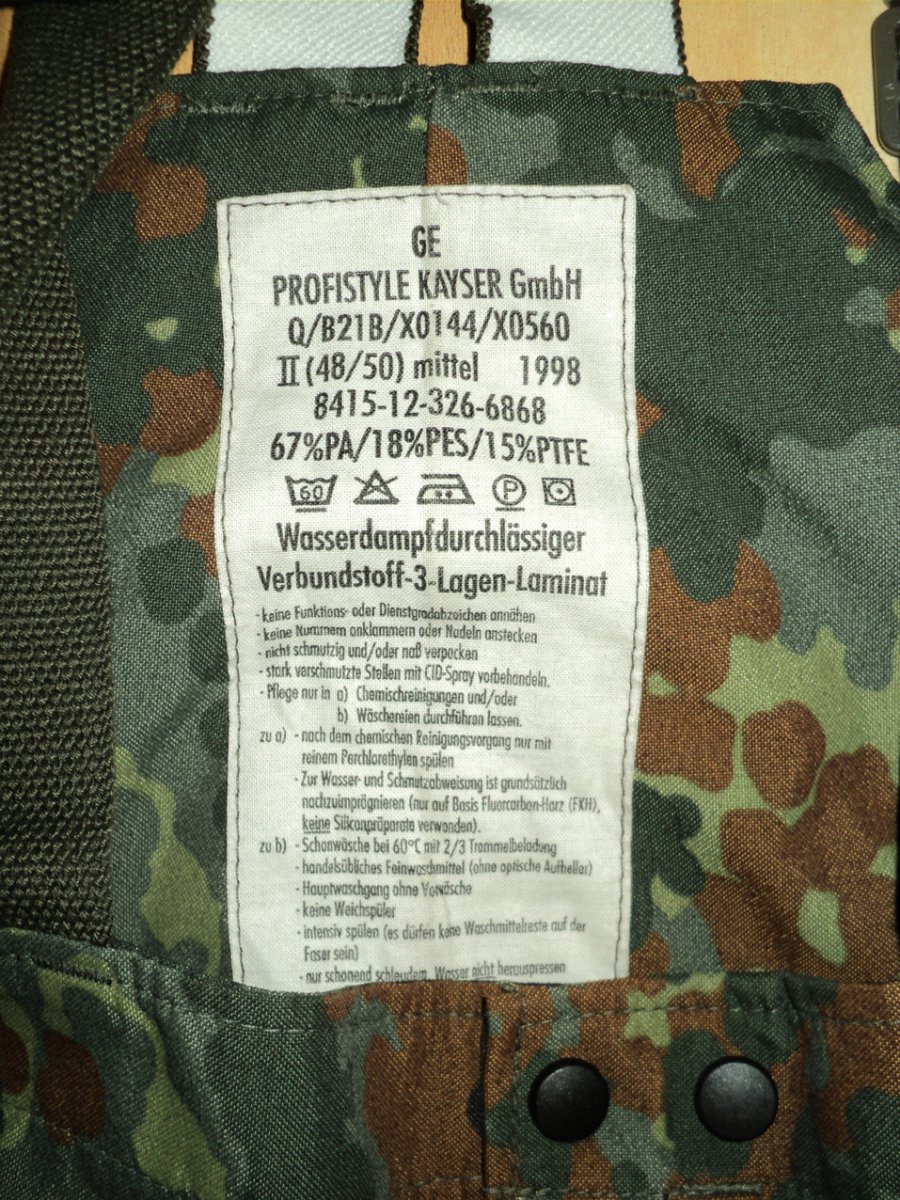 GE
PROFISTYLE KAYSER GmbH
Q/B21B/X0144/X0560
II (48/50) mittel 1998
8415-12-326-6868
67%PA/18%PES/15%PTFE
60 P
Wasserdampfdurchlässiger
Verbundstoff-3-Lagen-Laminat
- keine Funktions- oder Dienstgradabzeichen annähen
- keine Nummern anklammern oder Nadeln anstecken
- nicht schmutzig und/oder naß verpacken
- stark verschmutzte Stellen mit CID-Spray vorbehandeln.
- Pflege nur in a) Chemischreinigungen und/oder
b) Wäschereien durchführen lassen.
zu a) - nach dem chemischen Reinigungsvorgang nur mit
reinem Perchlorethylen spülen
- Zur Wasser- und Schmutzabweisung ist grundsätzlich
nachzuimprägnieren (nur auf Basis Fluorcarbon-Harz (FKH),
keine Silikonpräparate verwenden).
zu b) - Schonwäsche bei 60°C mit 2/3 Trommelbeladung
- handelsübliches Feinwaschmittel (ohne optische Aufheller)
- Hauptwaschgang ohne Vorwäsche
- keine Weichspüler
- intensiv spülen (es dürfen keine Waschmittelreste auf der
Faser sein)
- nur schonend schleudern, Wasser nicht herauspressen